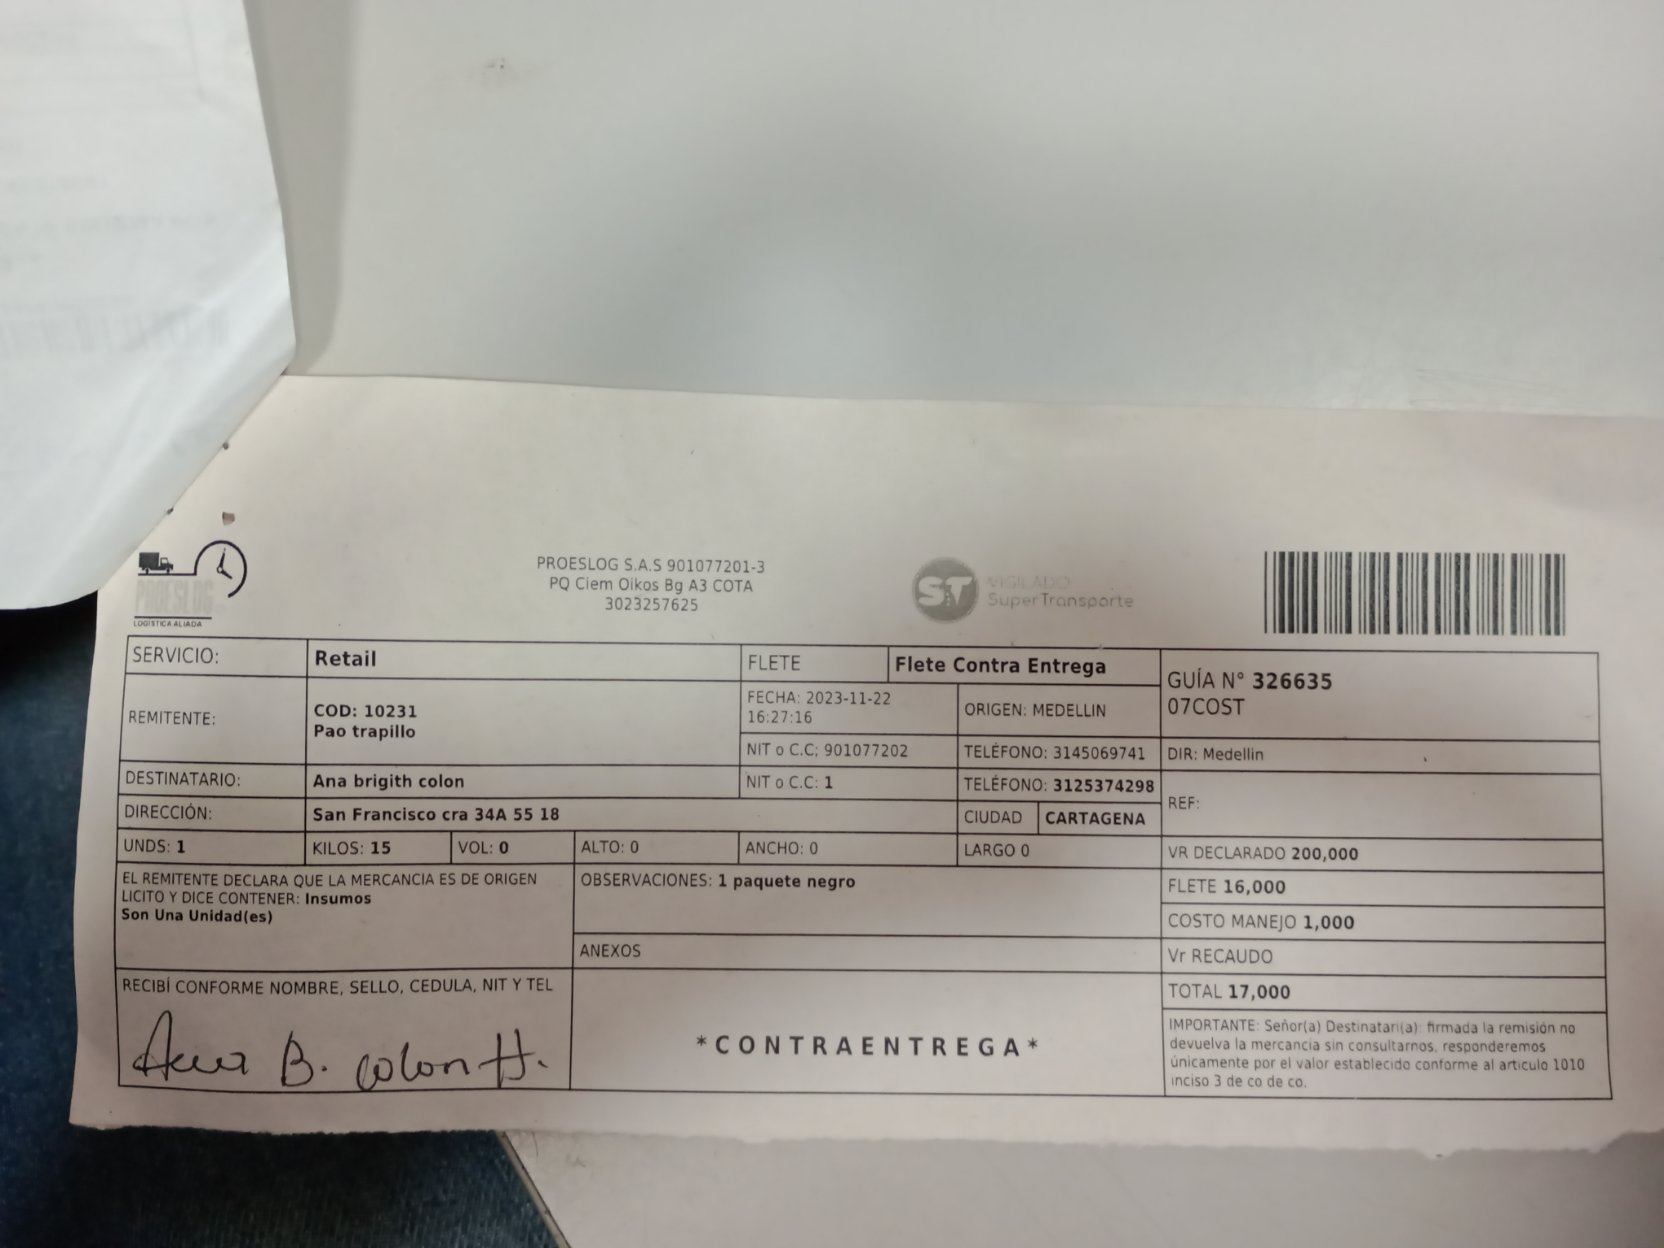 PROESLOG
LOGISTICA ALIADA
PROESLOG S.A.S 901077201-3
PQ Ciem Oikos Bg A3 COTA
3023257625
ST
VIGILADO
SuperTransporte
SERVICIO: Retail
FLETE Flete Contra Entrega
GUÍA N° 326635
07COST
REMITENTE:
COD: 10231
Pao trapillo
FECHA: 2023-11-22
16:27:16
ORIGEN: MEDELLIN
NIT o C.C; 901077202
TELÉFONO: 3145069741
DIR: Medellin
DESTINATARIO: Ana brigith colon
NIT o C.C: 1
TELÉFONO: 3125374298
REF:
DIRECCIÓN: San Francisco cra 34A 55 18
CIUDAD CARTAGENA
UNDS: 1
KILOS: 15
VOL: 0
ALTO: 0
ANCHO: 0
LARGO 0
VR DECLARADO 200,000
EL REMITENTE DECLARA QUE LA MERCANCIA ES DE ORIGEN
LICITO Y DICE CONTENER: Insumos
Son Una Unidad(es)
OBSERVACIONES: 1 paquete negro
FLETE 16,000
COSTO MANEJO 1,000
ANEXOS
Vr RECAUDO
TOTAL 17,000
RECIBÍ CONFORME NOMBRE, SELLO, CEDULA, NIT Y TEL
Ana B. Colon H.
*CONTRAENTREGA*
IMPORTANTE: Señor(a) Destinatari(a): firmada la remisión no
devuelva la mercancia sin consultarnos, responderemos
únicamente por el valor establecido conforme al articulo 1010
inciso 3 de co de co.